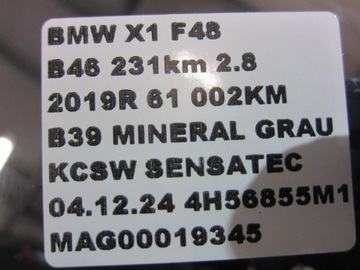 BMW X1 F48
B46 231km 2.8
2019R 61 002KM
B39 MINERAL GRAU
KCSW SENSATEC
04.12.24 4H56855M1
MAG00019345